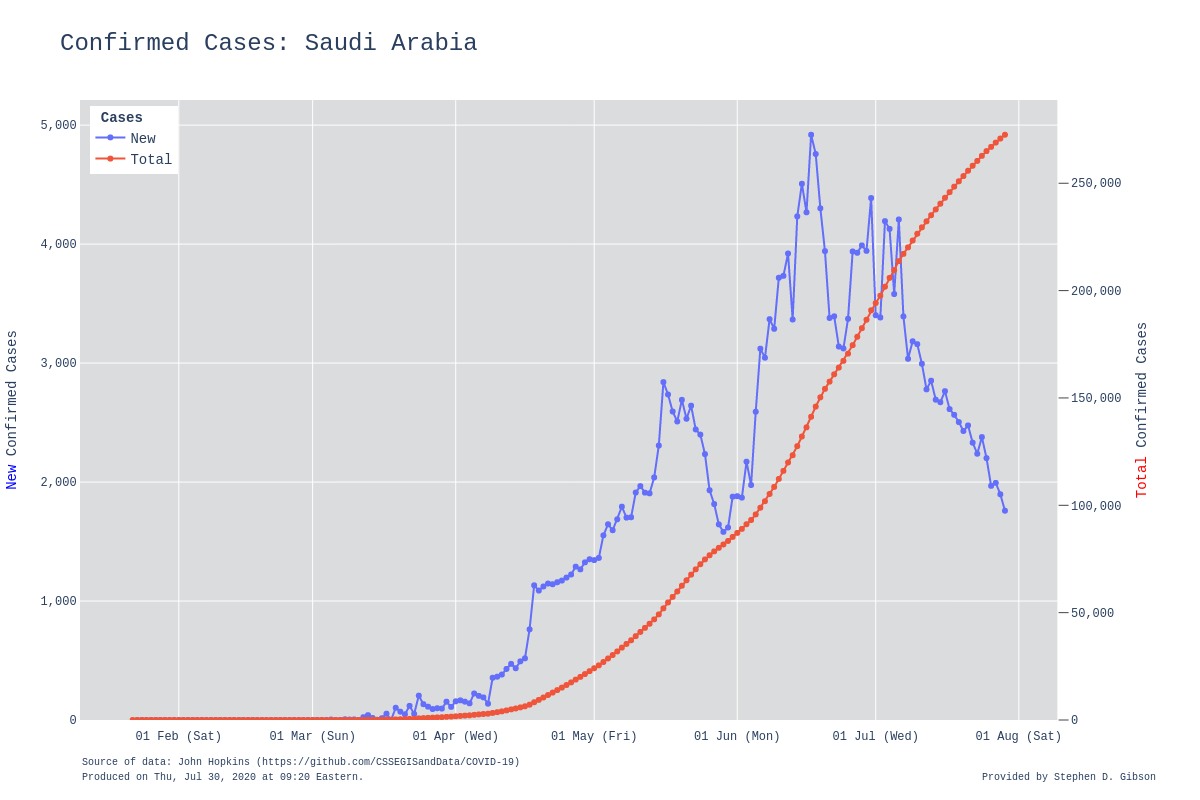 Confirmed Cases: Saudi Arabia
Cases
New
Total
5,000
4,000
3,000
2,000
1,000
0
250,000
200,000
150,000
100,000
50,000
0
New Confirmed Cases
Total Confirmed Cases
01 Feb (Sat) 01 Mar (Sun) 01 Apr (Wed) 01 May (Fri) 01 Jun (Mon) 01 Jul (Wed) 01 Aug (Sat)
Source of data: John Hopkins (https://github.com/CSSEGISandData/COVID-19)
Produced on Thu, Jul 30, 2020 at 09:20 Eastern.
Provided by Stephen D. Gibson